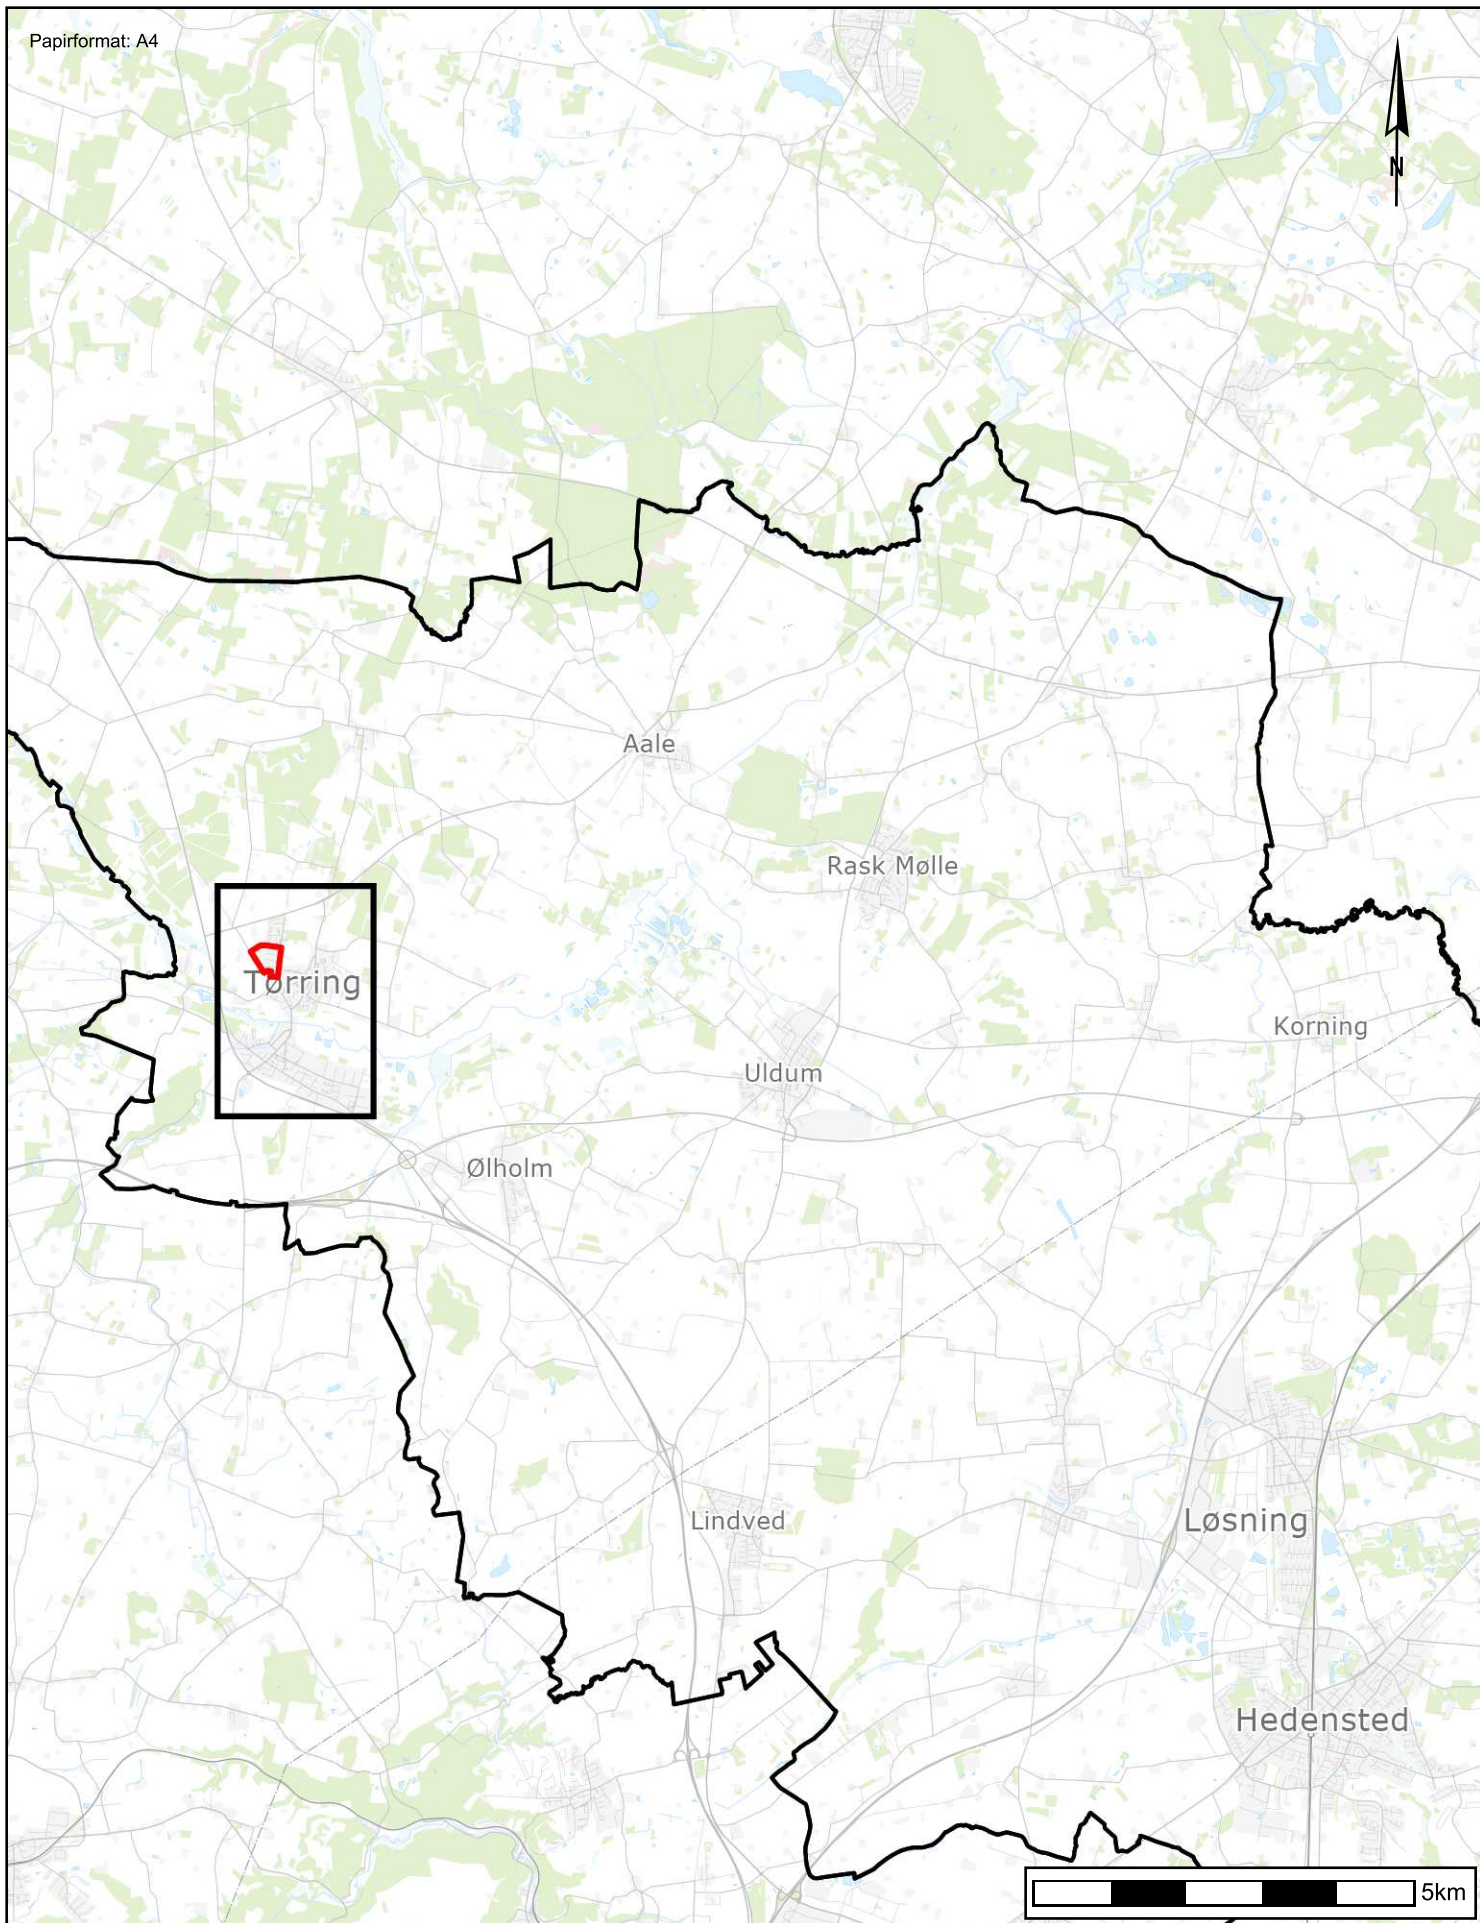 Papirformat: A4
N
Aale
Rask Mølle
Tørring
Korning
Uldum
Ølholm
Lindved
Løsning
Hedensted
5km